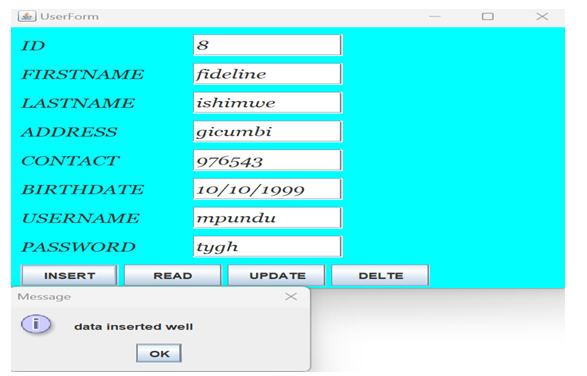 UserForm
ID 8
FIRSTNAME fideline
LASTNAME ishimwe
ADDRESS gicumbi
CONTACT 976543
BIRTHDATE 10/10/1999
USERNAME mpundu
PASSWORD tygh
INSERT READ UPDATE DELTE
Message
data inserted well
OK